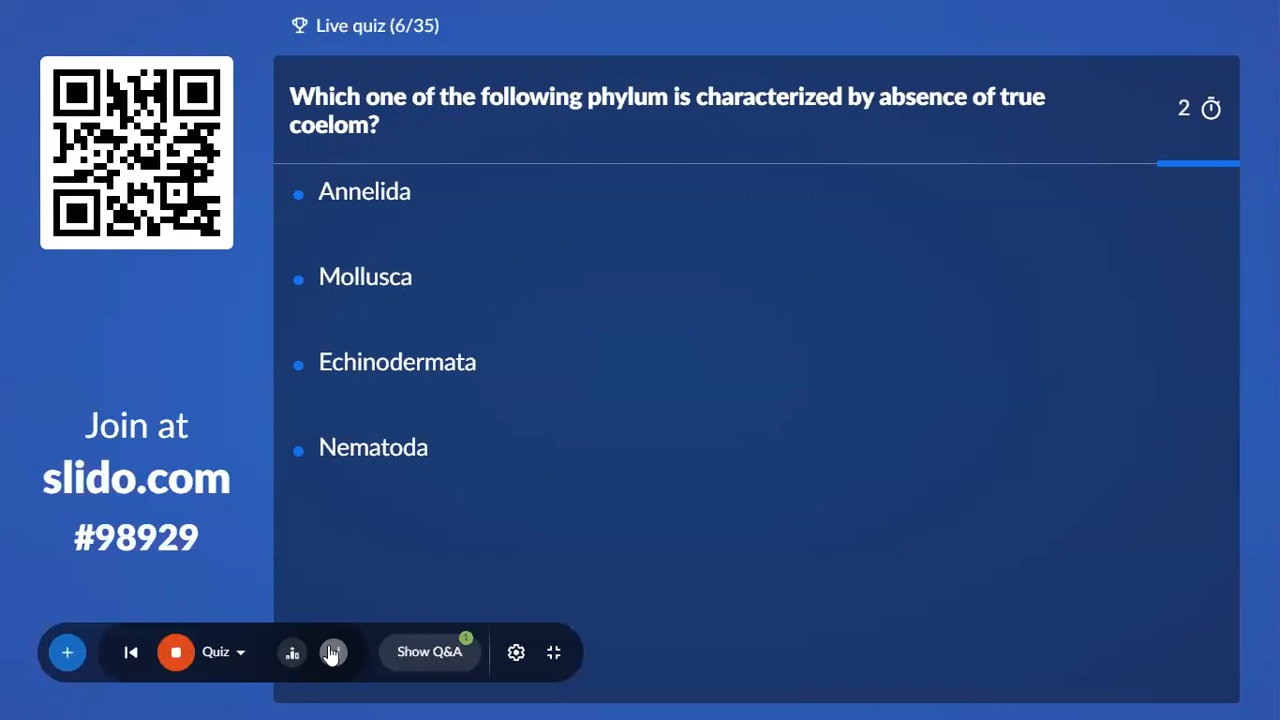 Live quiz (6/35)
Which one of the following phylum is characterized by absence of true
coelom?
2
Annelida
Mollusca
Echinodermata
Nematoda
Join at
slido.com
#98929
Quiz
Show Q&A
1